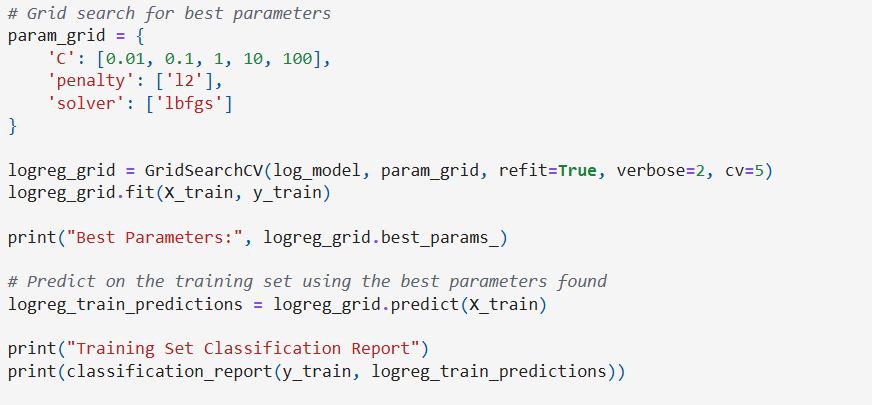 # Grid search for best parameters
param_grid = {
    'C': [0.01, 0.1, 1, 10, 100],
    'penalty': ['l2'],
    'solver': ['lbfgs']
}

logreg_grid = GridSearchCV(log_model, param_grid, refit=True, verbose=2, cv=5)
logreg_grid.fit(X_train, y_train)

print("Best Parameters:", logreg_grid.best_params_)

# Predict on the training set using the best parameters found
logreg_train_predictions = logreg_grid.predict(X_train)

print("Training Set Classification Report")
print(classification_report(y_train, logreg_train_predictions))